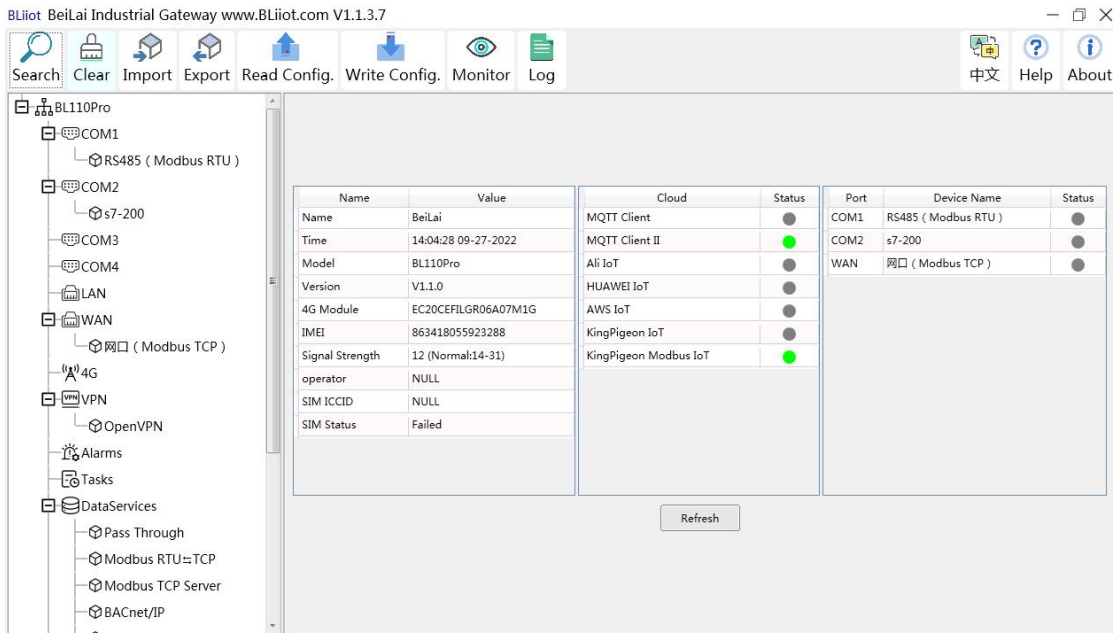 BLiiot BeiLai Industrial Gateway www.BLiiot.com V1.1.3.7
Search Clear Import Export Read Config. Write Config. Monitor Log 中文 Help About
BL110Pro
COM1
RS485 ( Modbus RTU )
COM2
s7-200
COM3
COM4
LAN
WAN
网口 ( Modbus TCP )
4G
VPN VPN
OpenVPN
Alarms
Tasks
DataServices
Pass Through
Modbus RTU⇆TCP
Modbus TCP Server
BACnet/IP
Name Value
Name BeiLai
Time 14:04:28 09-27-2022
Model BL110Pro
Version V1.1.0
4G Module EC20CEFILGR06A07M1G
IMEI 863418055923288
Signal Strength 12 (Normal:14-31)
operator NULL
SIM ICCID NULL
SIM Status Failed
Cloud Status
MQTT Client
MQTT Client II
Ali IoT
HUAWEI IoT
AWS IoT
KingPigeon IoT
KingPigeon Modbus IoT
Port Device Name Status
COM1 RS485 ( Modbus RTU )
COM2 s7-200
WAN 网口 ( Modbus TCP )
Refresh